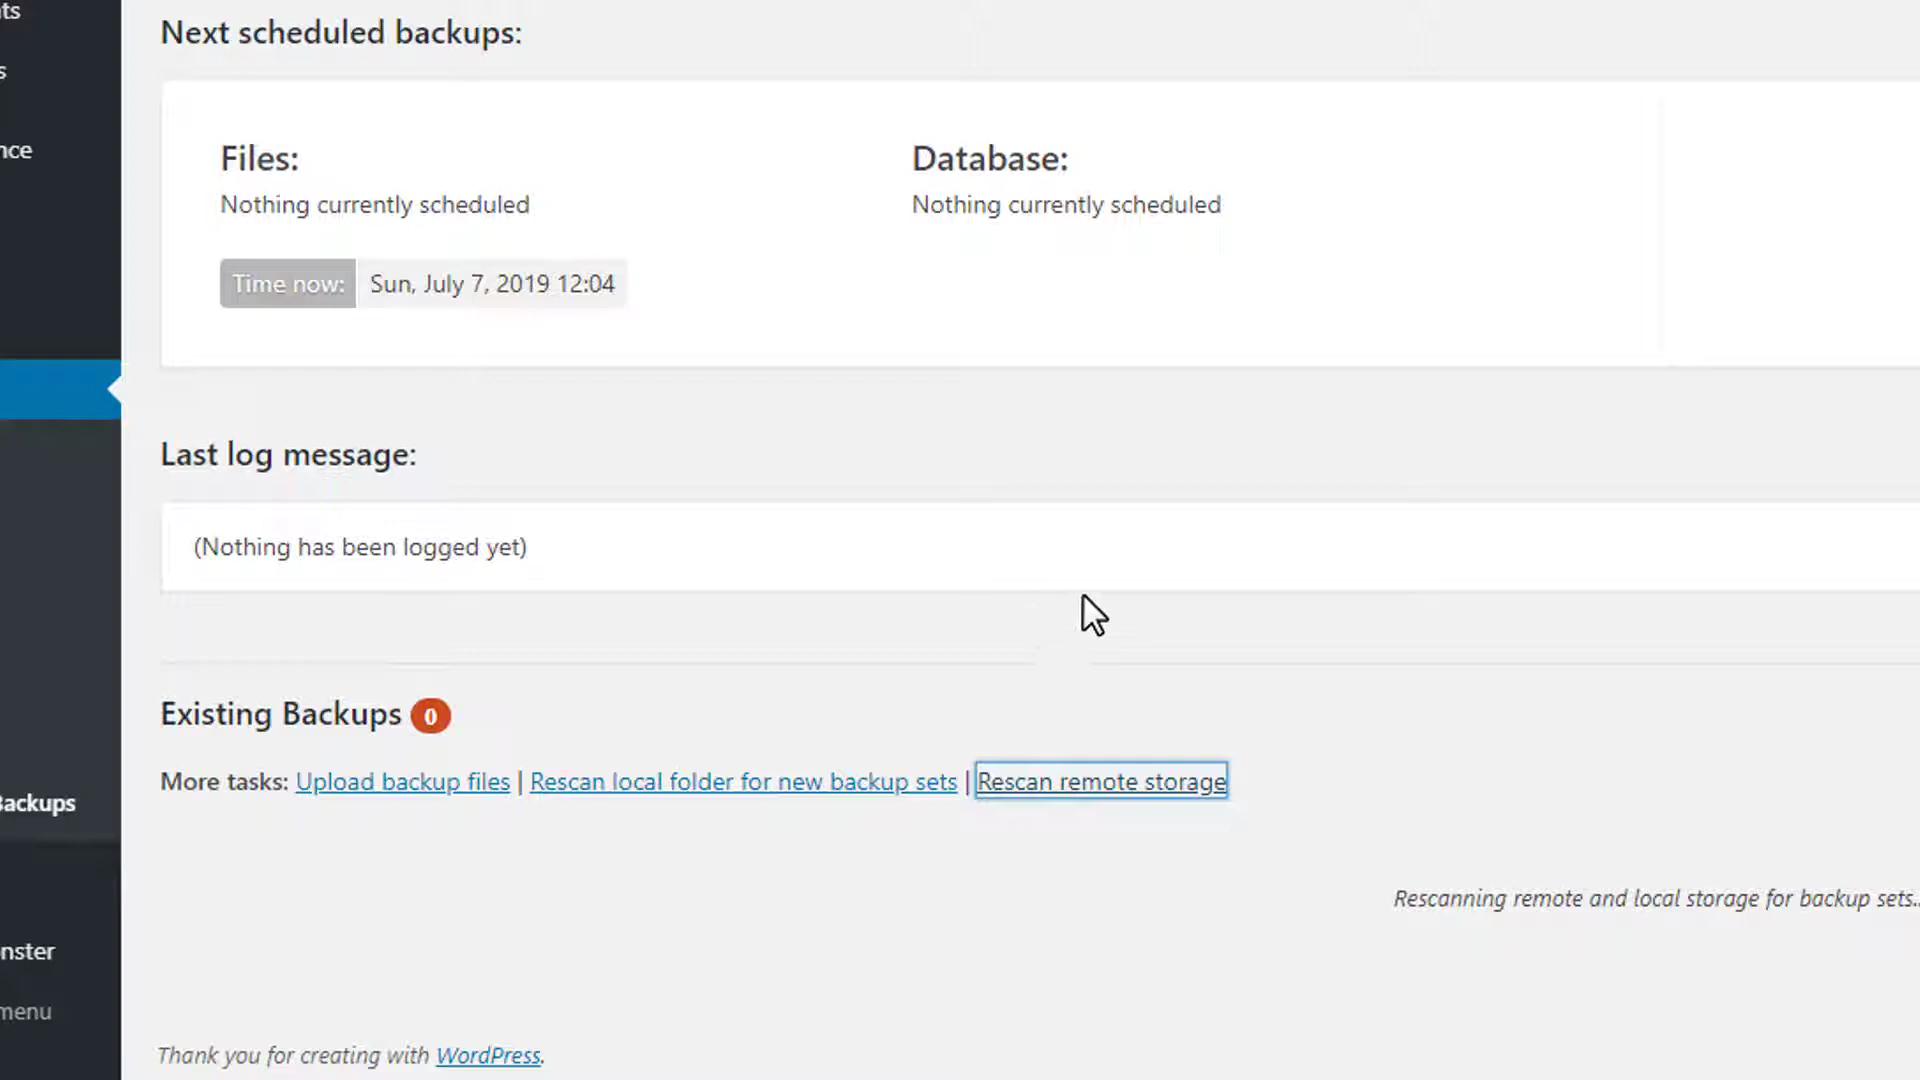 ts
Next scheduled backups:
s
nce
Files:
Database:
Nothing currently scheduled
Nothing currently scheduled
Time now: Sun, July 7, 2019 12:04
Last log message:
(Nothing has been logged yet)
Existing Backups 0
More tasks: Upload backup files | Rescan local folder for new backup sets | Rescan remote storage
Backups
Rescanning remote and local storage for backup sets..
nster
menu
Thank you for creating with WordPress.